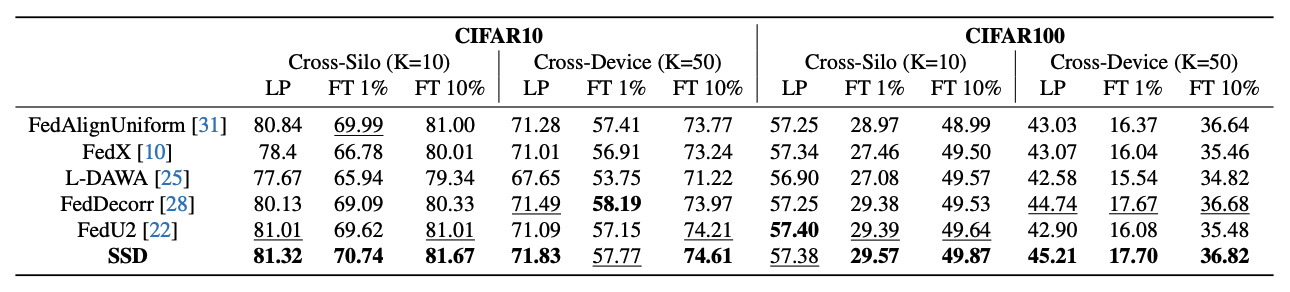 CIFAR10 CIFAR100
Cross-Silo (K=10) Cross-Device (K=50) Cross-Silo (K=10) Cross-Device (K=50)
LP FT 1% FT 10% LP FT 1% FT 10% LP FT 1% FT 10% LP FT 1% FT 10%
FedAlignUniform [31] 80.84 69.99 81.00 71.28 57.41 73.77 57.25 28.97 48.99 43.03 16.37 36.64
FedX [10] 78.4 66.78 80.01 71.01 56.91 73.24 57.34 27.46 49.50 43.07 16.04 35.46
L-DAWA [25] 77.67 65.94 79.34 67.65 53.75 71.22 56.90 27.08 49.57 42.58 15.54 34.82
FedDecorr [28] 80.13 69.09 80.33 71.49 58.19 73.97 57.25 29.38 49.53 44.74 17.67 36.68
FedU2 [22] 81.01 69.62 81.01 71.09 57.15 74.21 57.40 29.39 49.64 42.90 16.08 35.48
SSD 81.32 70.74 81.67 71.83 57.77 74.61 57.38 29.57 49.87 45.21 17.70 36.82